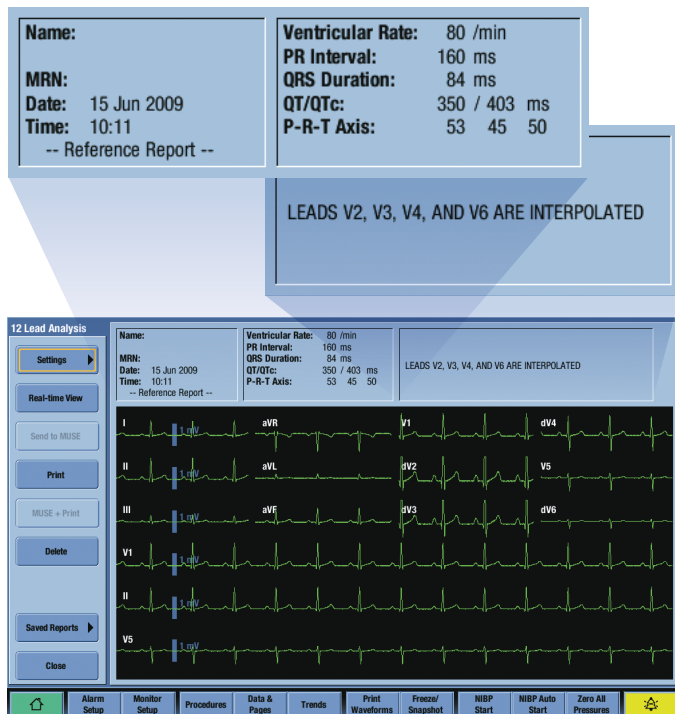 Name:
MRN:
Date: 15 Jun 2009
Time: 10:11
-- Reference Report --
Ventricular Rate: 80 /min
PR Interval: 160 ms
QRS Duration: 84 ms
QT/QTc: 350 / 403 ms
P-R-T Axis: 53 45 50
LEADS V2, V3, V4, AND V6 ARE INTERPOLATED
12 Lead Analysis
Settings
Real-time View
Send to MUSE
Print
MUSE + Print
Delete
Saved Reports
Close
Name:
MRN:
Date: 15 Jun 2009
Time: 10:11
-- Reference Report --
Ventricular Rate: 80 /min
PR Interval: 160 ms
QRS Duration: 84 ms
QT/QTc: 350 / 403 ms
P-R-T Axis: 53 45 50
LEADS V2, V3, V4, AND V6 ARE INTERPOLATED
I 1 mV aVR V1 dV4
II 1 mV aVL dV2 V5
III 1 mV aVF dV3 dV6
V1 1 mV
II 1 mV
V5 1 mV
Alarm Setup
Monitor Setup
Procedures
Data & Pages
Trends
Print Waveforms
Freeze/ Snapshot
NIBP Start
NIBP Auto Start
Zero All Pressures